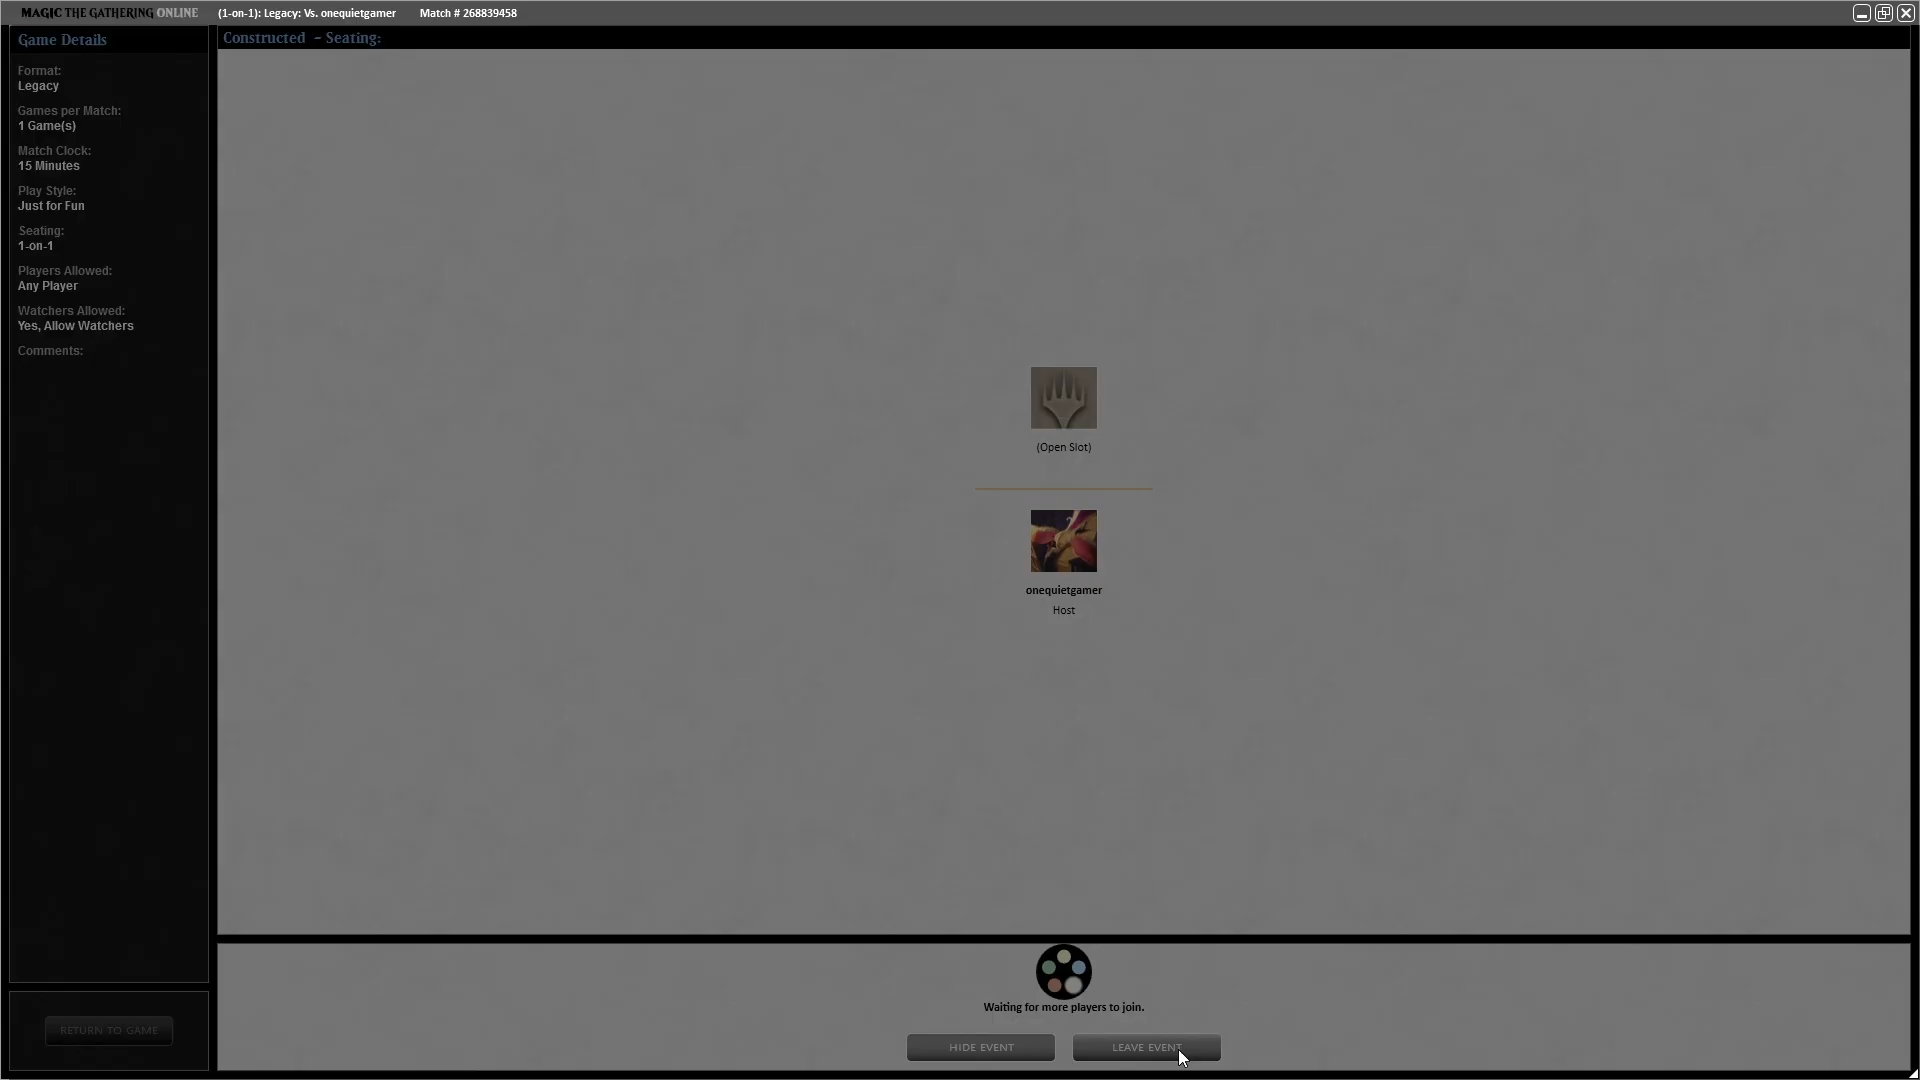 MAGIC THE GATHERING ONLINE (1-on-1): Legacy: Vs. onequietgamer Match # 268839458
Game Details
Format:
Legacy
Games per Match:
1 Game(s)
Match Clock:
15 Minutes
Play Style:
Just for Fun
Seating:
1-on-1
Players Allowed:
Any Player
Watchers Allowed:
Yes, Allow Watchers
Comments:
RETURN TO GAME
Constructed - Seating:
(Open Slot)
onequietgamer
Host
Waiting for more players to join.
HIDE EVENT
LEAVE EVENT